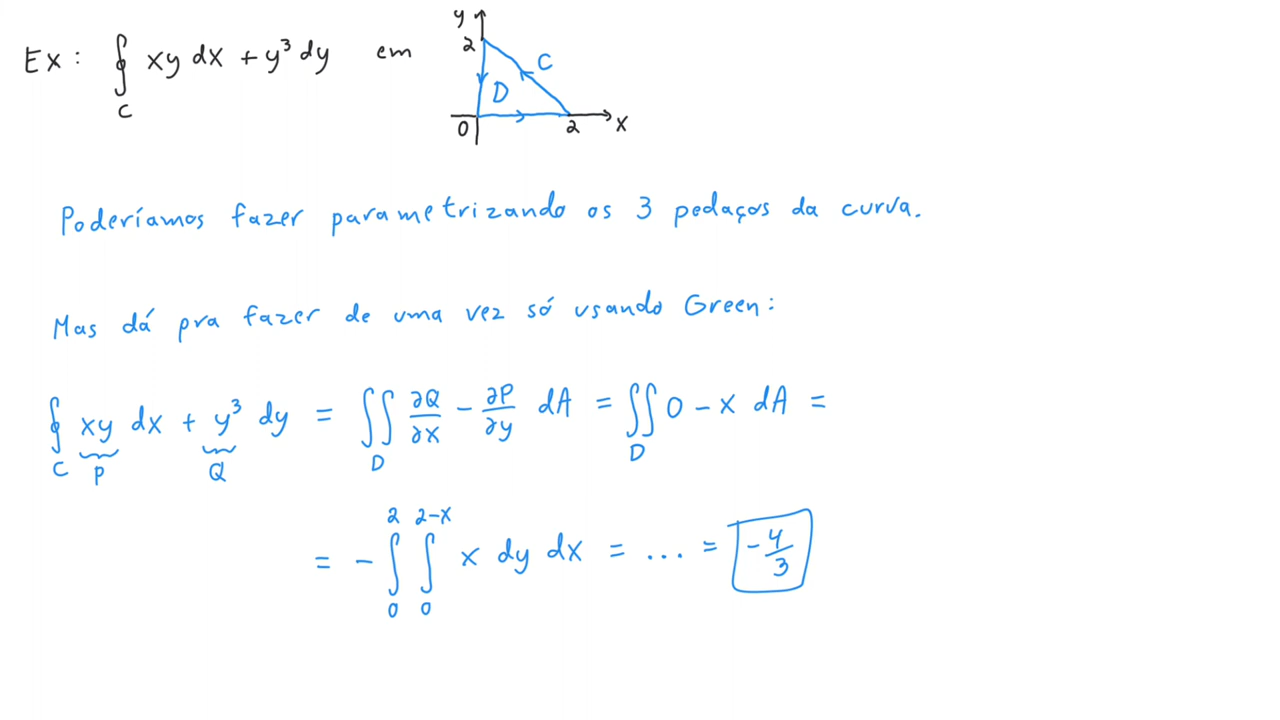 Ex: ∮_C xy dx + y³ dy em
y
2
C
D
0
2
x
Poderíamos fazer parametrizando os 3 pedaços da curva.
Mas dá pra fazer de uma vez só usando Green:
∮_C xy dx + y³ dy = ∬_D ∂Q/∂x − ∂P/∂y dA = ∬_D 0 − x dA =
P
Q
= − ∫_0^2 ∫_0^{2−x} x dy dx = ... = −4/3